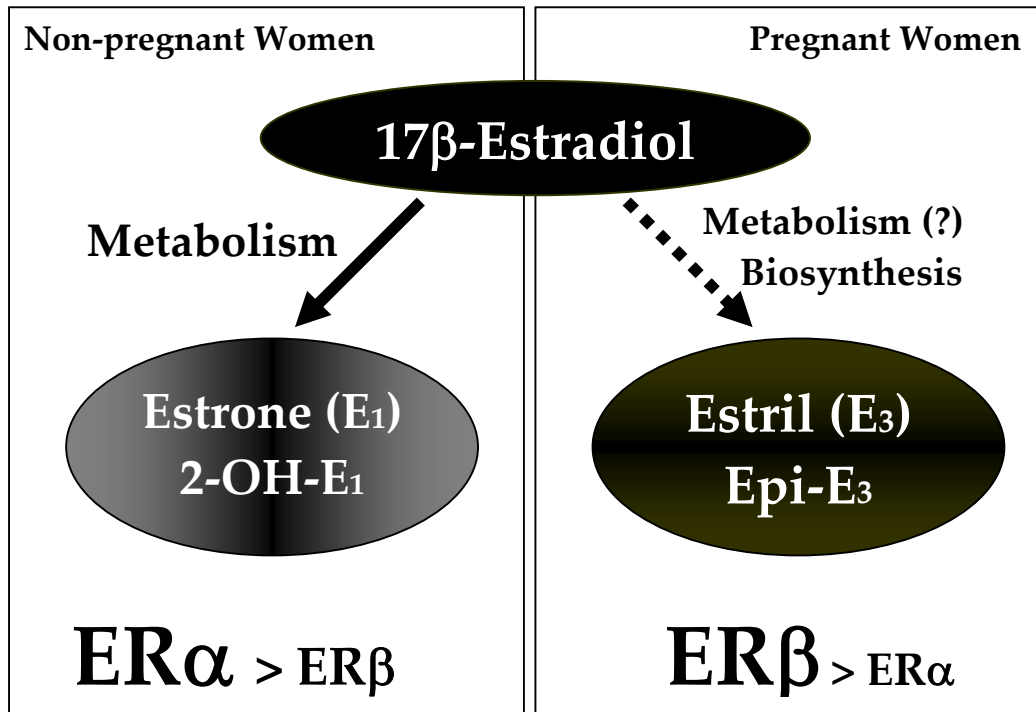 Non-pregnant Women
Pregnant Women
17β-Estradiol
Metabolism
Metabolism (?)
Biosynthesis
Estrone (E₁)
2-OH-E₁
Estril (E₃)
Epi-E₃
ERα > ERβ
ERβ > ERα